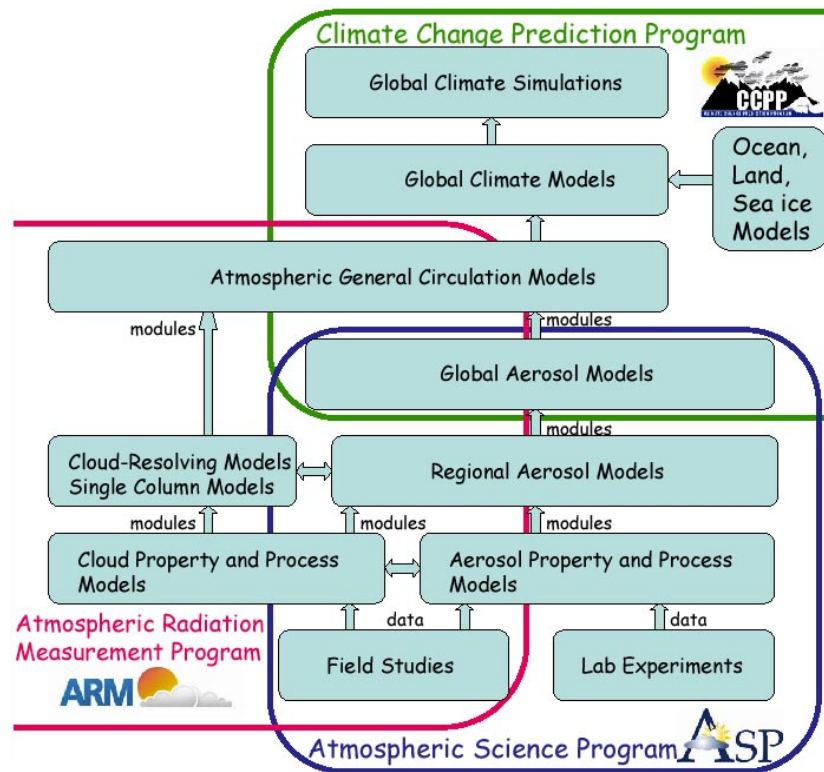 Climate Change Prediction Program
Global Climate Simulations
CCPP
Ocean,
Land,
Sea ice
Models
Global Climate Models
Atmospheric General Circulation Models
modules
modules
Global Aerosol Models
modules
Cloud-Resolving Models
Single Column Models
Regional Aerosol Models
modules
modules
modules
Cloud Property and Process
Models
Aerosol Property and Process
Models
Atmospheric Radiation
Measurement Program
data
data
Field Studies
Lab Experiments
ARM
Atmospheric Science Program
ASP